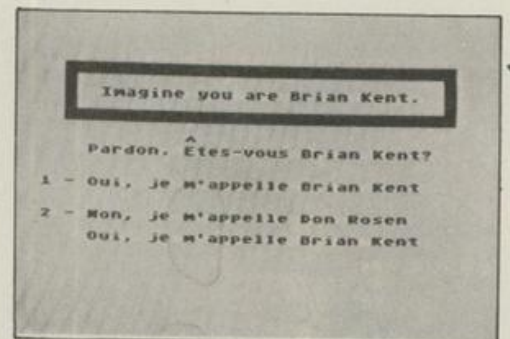 Imagine you are Brian Kent.
Pardon. Êtes-vous Brian Kent?
1 - Oui, je m'appelle Brian Kent
2 - Non, je m'appelle Don Rosen
Oui, je m'appelle Brian Kent